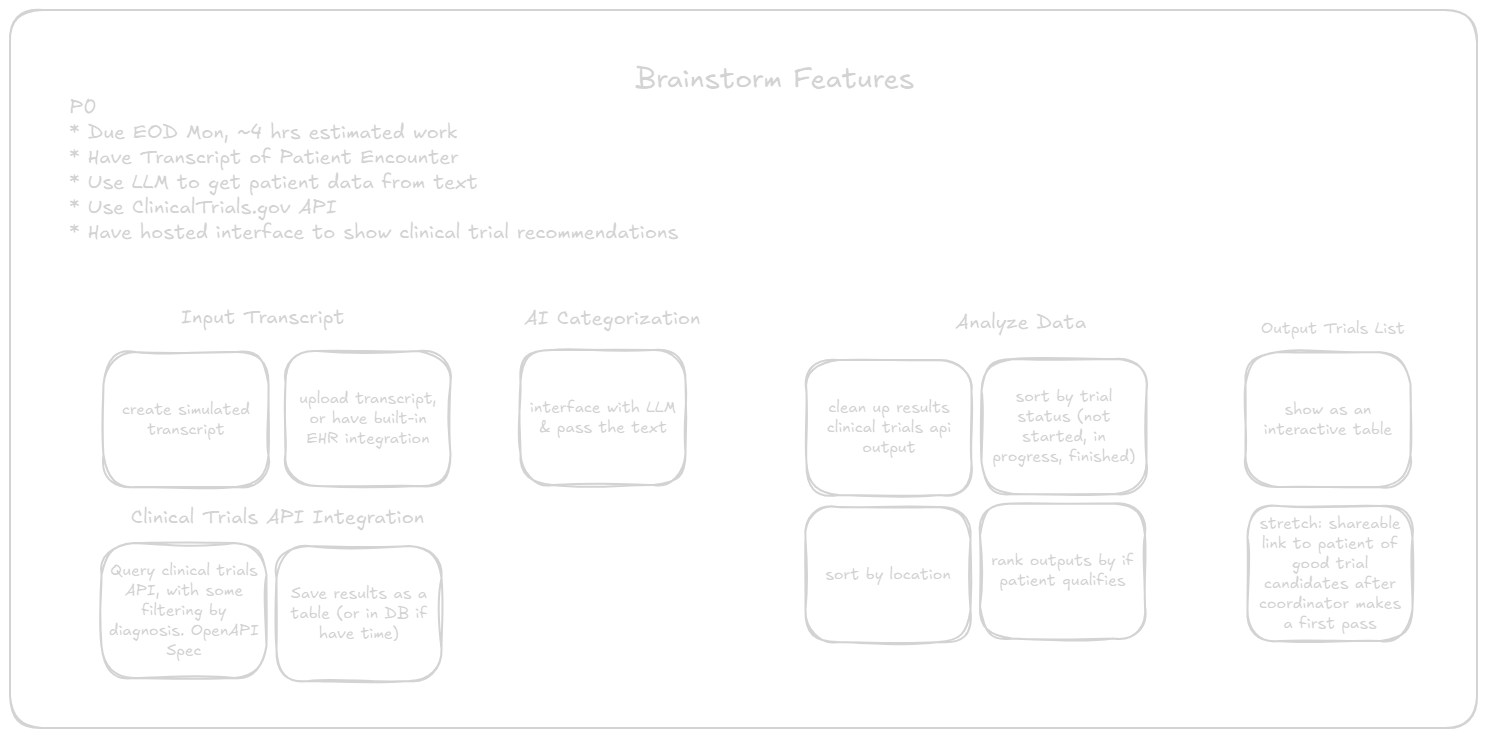 Brainstorm Features
P0
* Due EOD Mon, ~4 hrs estimated work
* Have Transcript of Patient Encounter
* Use LLM to get patient data from text
* Use ClinicalTrials.gov API
* Have hosted interface to show clinical trial recommendations
Input Transcript
create simulated
transcript
upload transcript,
or have built-in
EHR integration
Clinical Trials API Integration
Query clinical trials
API, with some
filtering by
diagnosis. OpenAPI
Spec
Save results as a
table (or in DB if
have time)
AI Categorization
interface with LLM
& pass the text
Analyze Data
clean up results
clinical trials api
output
sort by trial
status (not
started, in
progress, finished)
sort by location
rank outputs by if
patient qualifies
Output Trials List
show as an
interactive table
stretch: shareable
link to patient of
good trial
candidates after
coordinator makes
a first pass